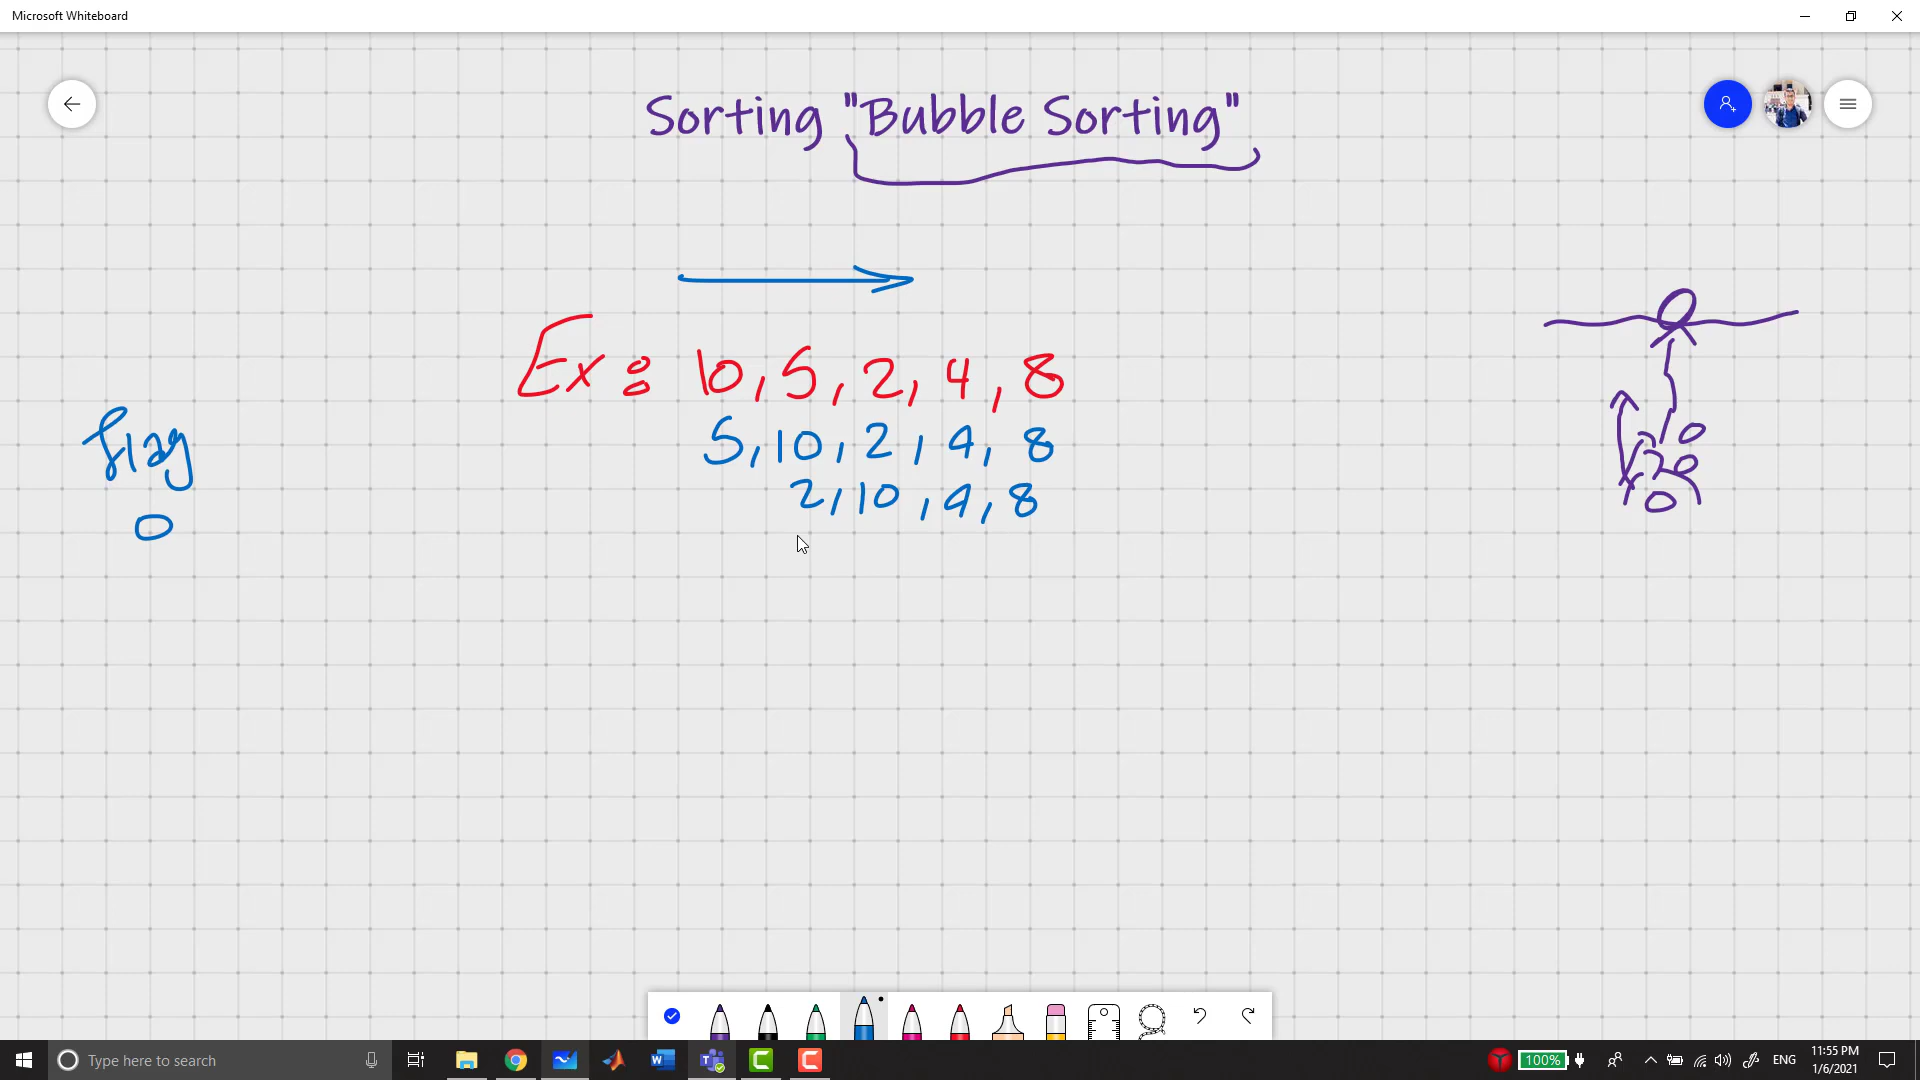 Microsoft Whiteboard
Sorting "Bubble Sorting"
Ex: 10, 5, 2, 4, 8
5, 10, 2, 4, 8
2, 10, 4, 8
flag
0
Type here to search
100%
ENG
11:55 PM
1/6/2021